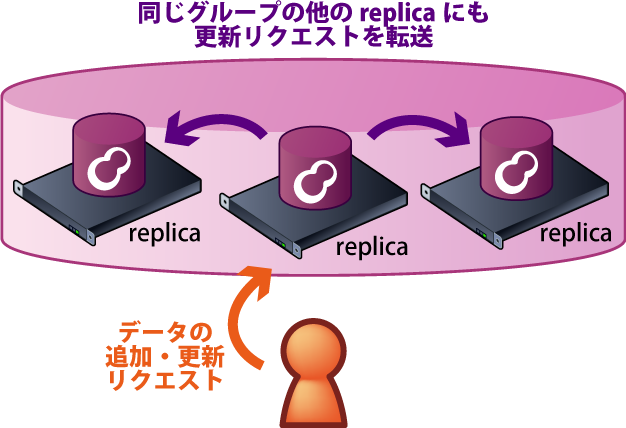 同じグループの他の replica にも
更新リクエストを転送
replica
replica
replica
データの
追加・更新
リクエスト